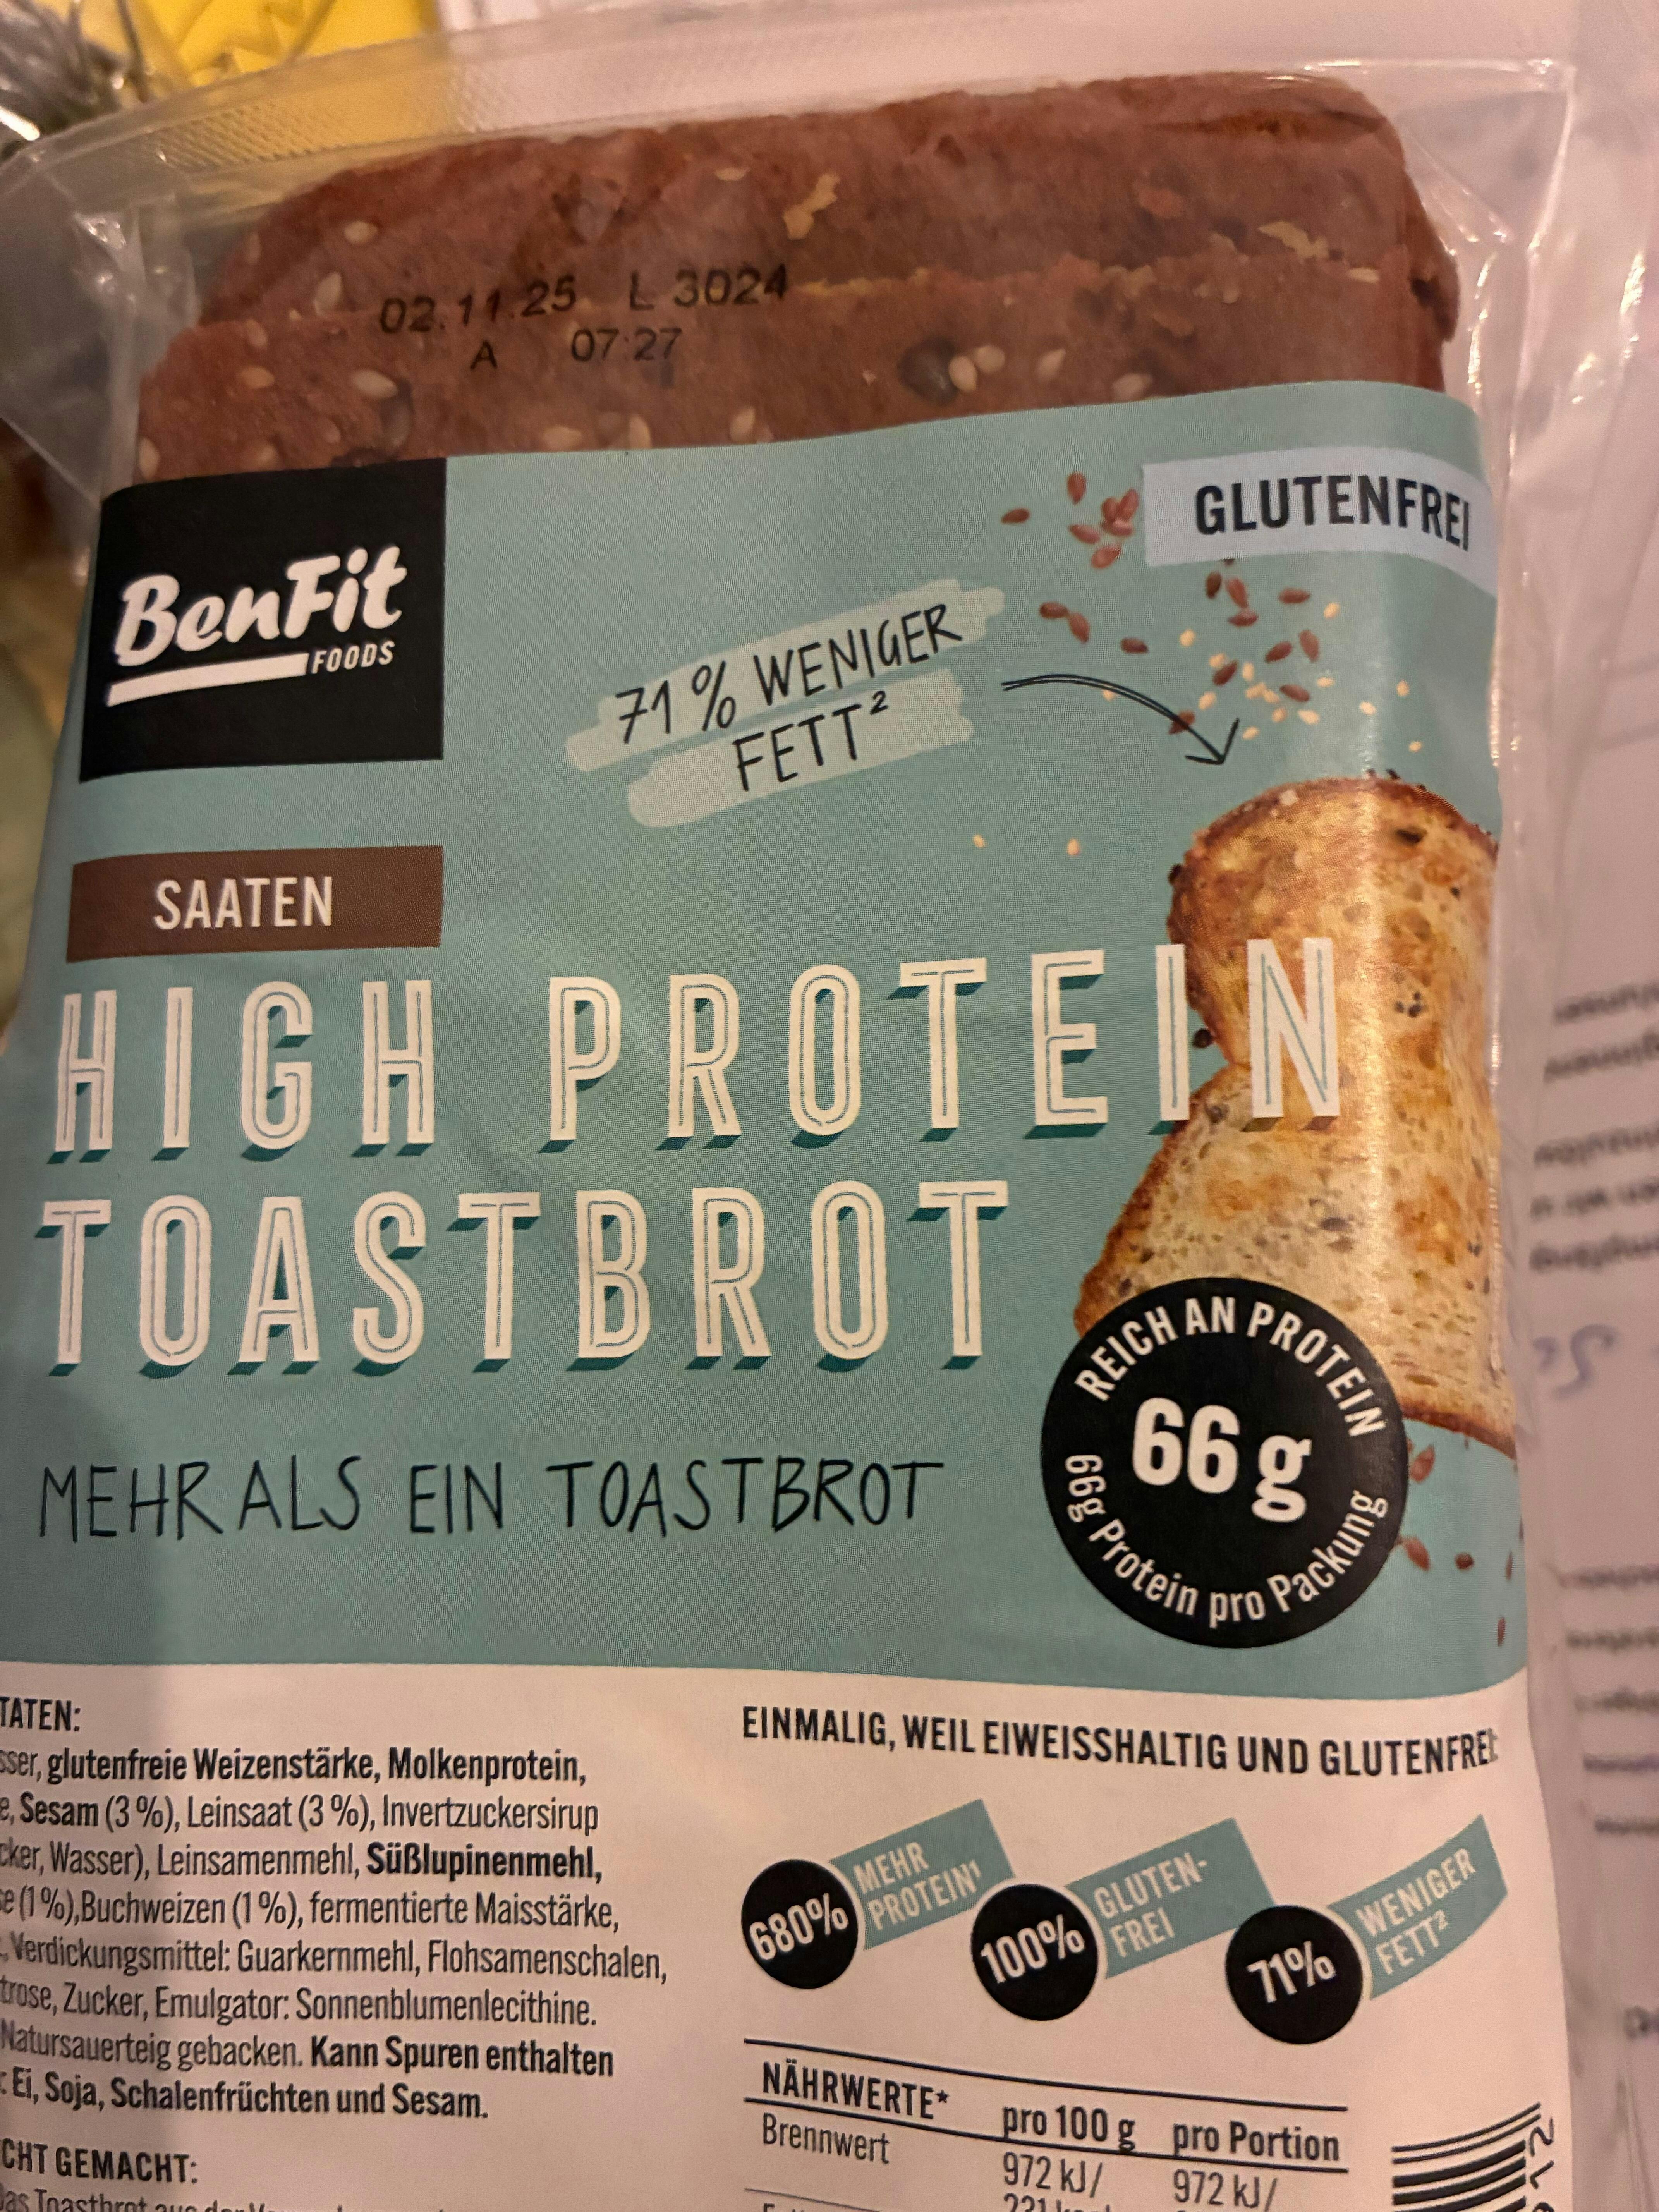 02.11.25 L 3024
A 07:27
GLUTENFREI
BenFit
FOODS
71% WENIGER
FETT²
SAATEN
HIGH PROTEIN
TOASTBROT
MEHR ALS EIN TOASTBROT
REICH AN PROTEIN
66 g
66g Protein pro Packung
TATEN:
sser, glutenfreie Weizenstärke, Molkenprotein,
e, Sesam (3 %), Leinsaat (3 %), Invertzuckersirup
cker, Wasser), Leinsamenmehl, Süßlupinenmehl,
e (1 %),Buchweizen (1 %), fermentierte Maisstärke,
, Verdickungsmittel: Guarkernmehl, Flohsamenschalen,
trose, Zucker, Emulgator: Sonnenblumenlecithine.
Natursauerteig gebacken. Kann Spuren enthalten
: Ei, Soja, Schalenfrüchten und Sesam.
CHT GEMACHT:
EINMALIG, WEIL EIWEISSHALTIG UND GLUTENFREI:
680% MEHR
PROTEIN¹
100% GLUTEN-
FREI
71% WENIGER
FETT²
NÄHRWERTE* pro 100 g pro Portion
Brennwert 972 kJ/ 972 kJ/